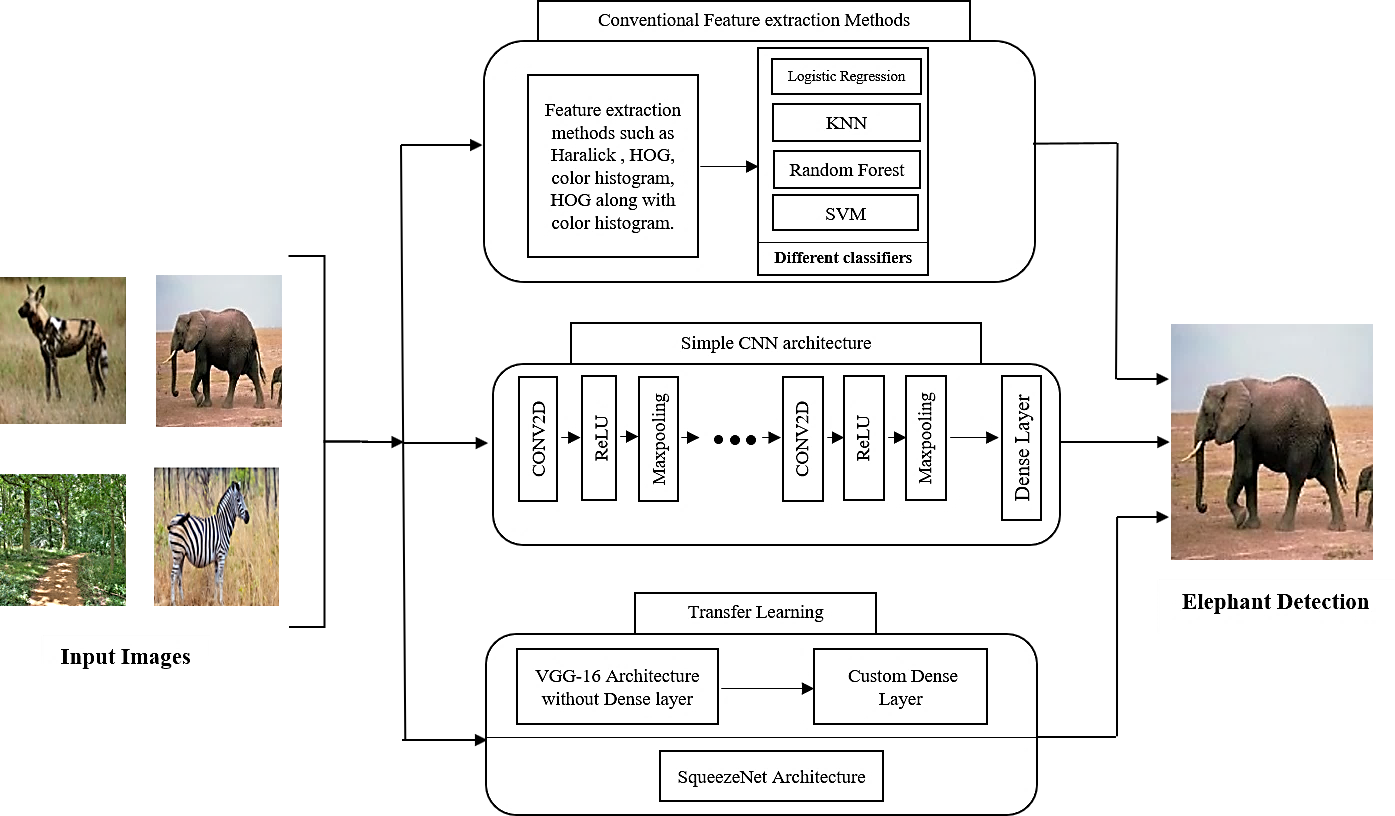 Conventional Feature extraction Methods
Feature extraction
methods such as
Haralick , HOG,
color histogram,
HOG along with
color histogram.
Logistic Regression
KNN
Random Forest
SVM
Different classifiers
Simple CNN architecture
CONV2D
ReLU
Maxpooling
CONV2D
ReLU
Maxpooling
Dense Layer
Input Images
Elephant Detection
Transfer Learning
VGG-16 Architecture
without Dense layer
Custom Dense
Layer
SqueezeNet Architecture